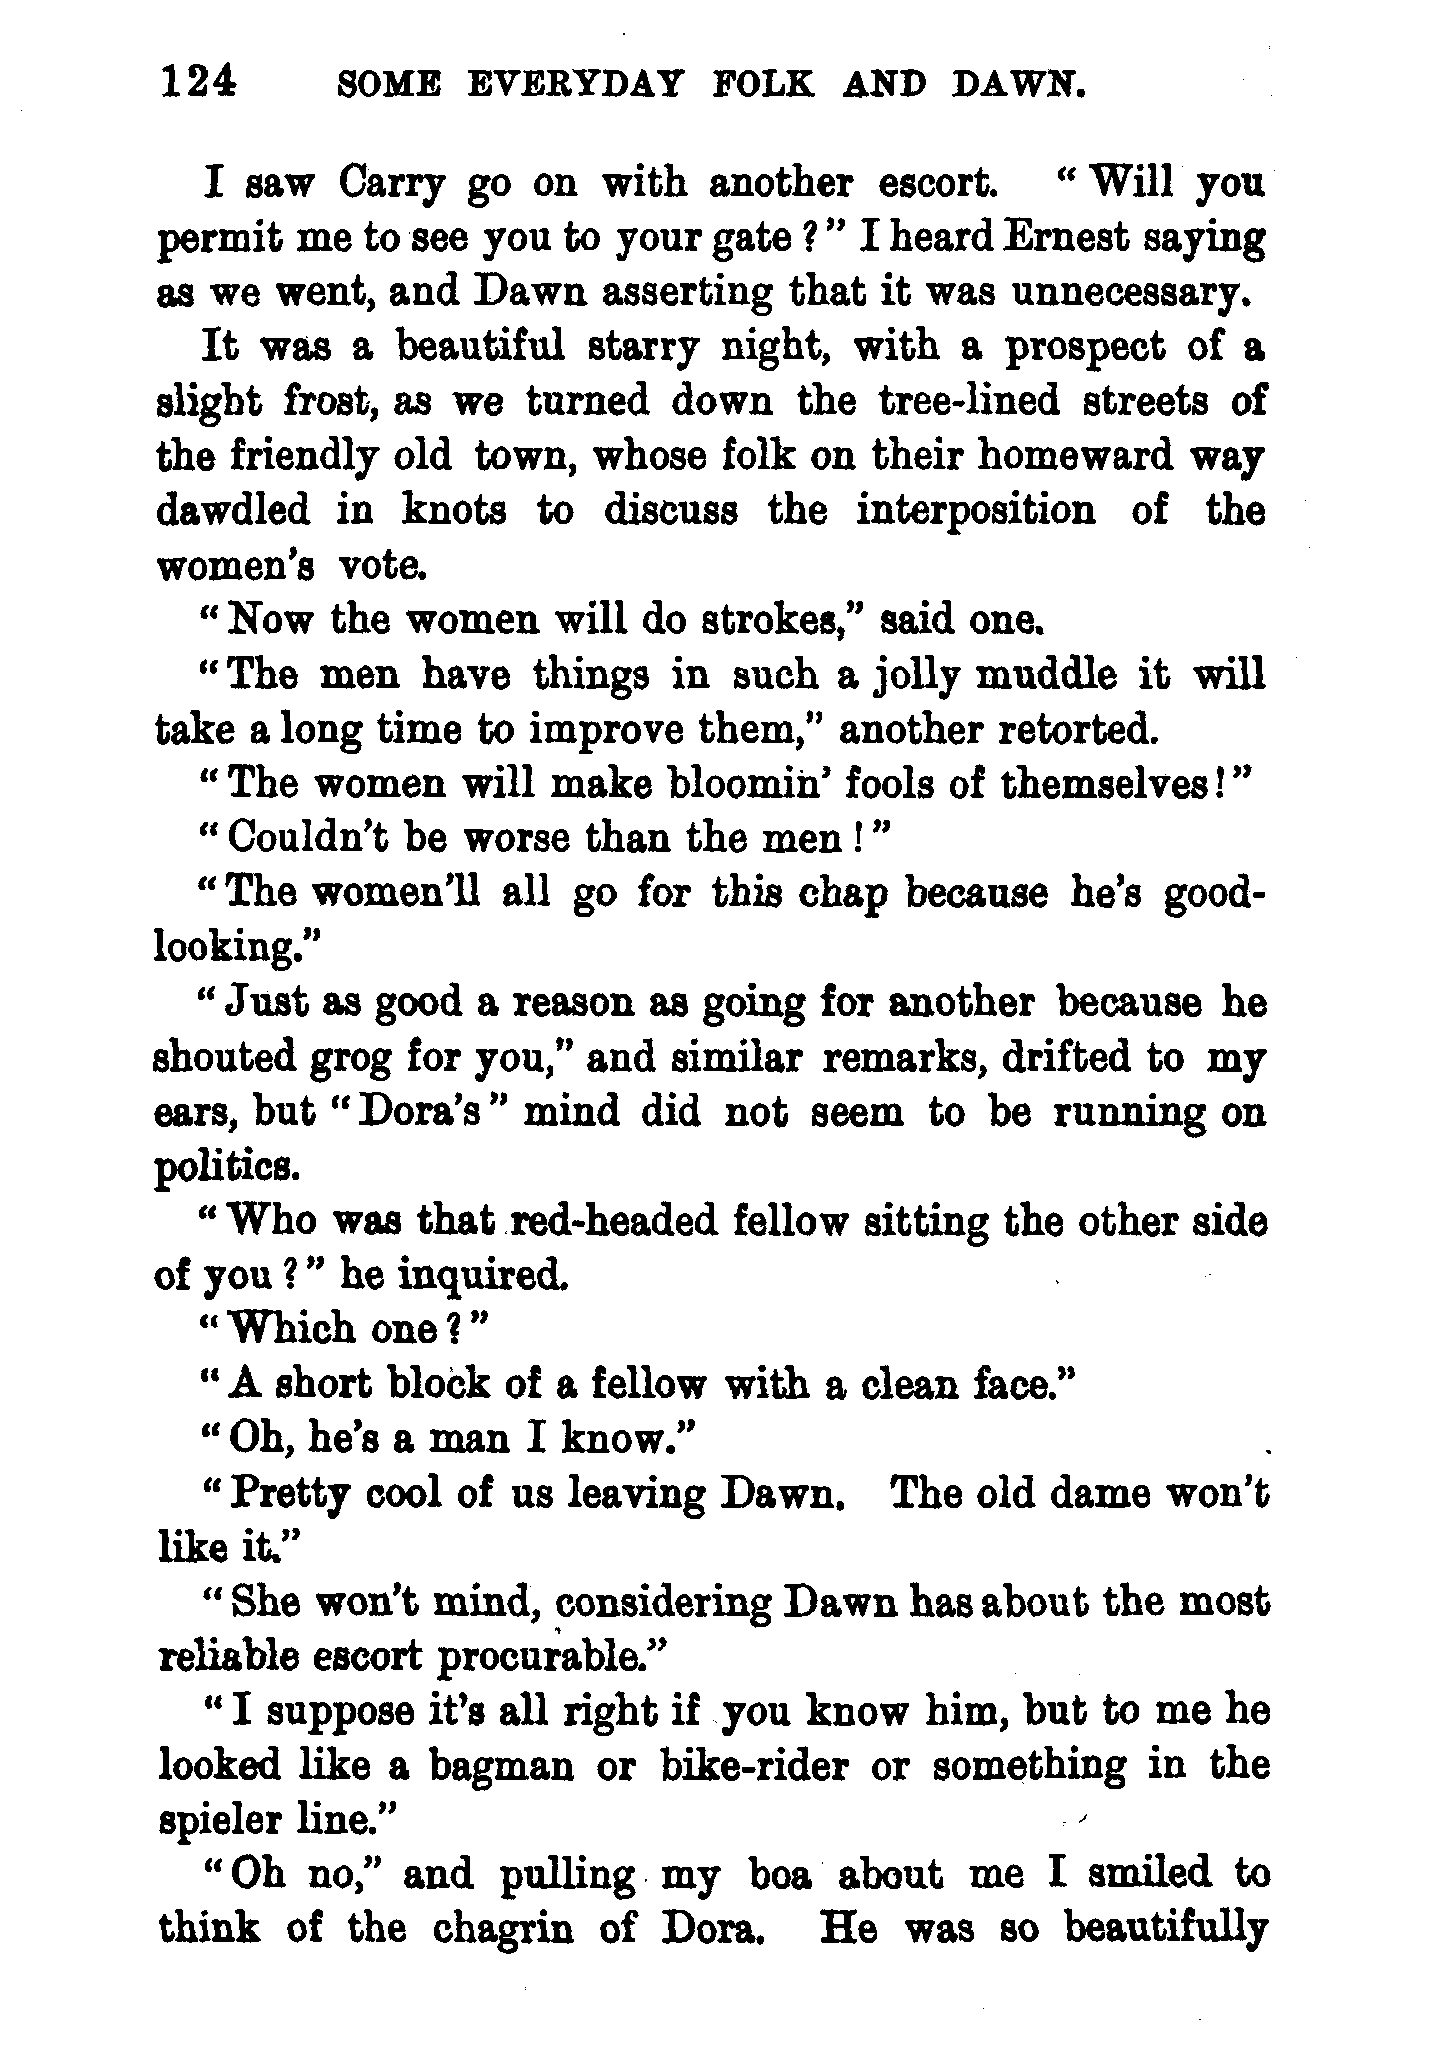 124 SOME EVERYDAY FOLK AND DAWN.
I saw Carry go on with another escort. "Will you
permit me to see you to your gate?" I heard Ernest saying
as we went, and Dawn asserting that it was unnecessary.
It was a beautiful starry night, with a prospect of a
slight frost, as we turned down the tree-lined streets of
the friendly old town, whose folk on their homeward way
dawdled in knots to discuss the interposition of the
women's vote.
"Now the women will do strokes," said one.
"The men have things in such a jolly muddle it will
take a long time to improve them," another retorted.
"The women will make bloomin' fools of themselves!"
"Couldn't be worse than the men!"
"The women'll all go for this chap because he's good-
looking."
"Just as good a reason as going for another because he
shouted grog for you," and similar remarks, drifted to my
ears, but "Dora's" mind did not seem to be running on
politics.
"Who was that red-headed fellow sitting the other side
of you?" he inquired.
"Which one?"
"A short block of a fellow with a clean face."
"Oh, he's a man I know."
"Pretty cool of us leaving Dawn. The old dame won't
like it."
"She won't mind, considering Dawn has about the most
reliable escort procurable."
"I suppose it's all right if you know him, but to me he
looked like a bagman or bike-rider or something in the
spieler line."
"Oh no," and pulling my boa about me I smiled to
think of the chagrin of Dora. He was so beautifully